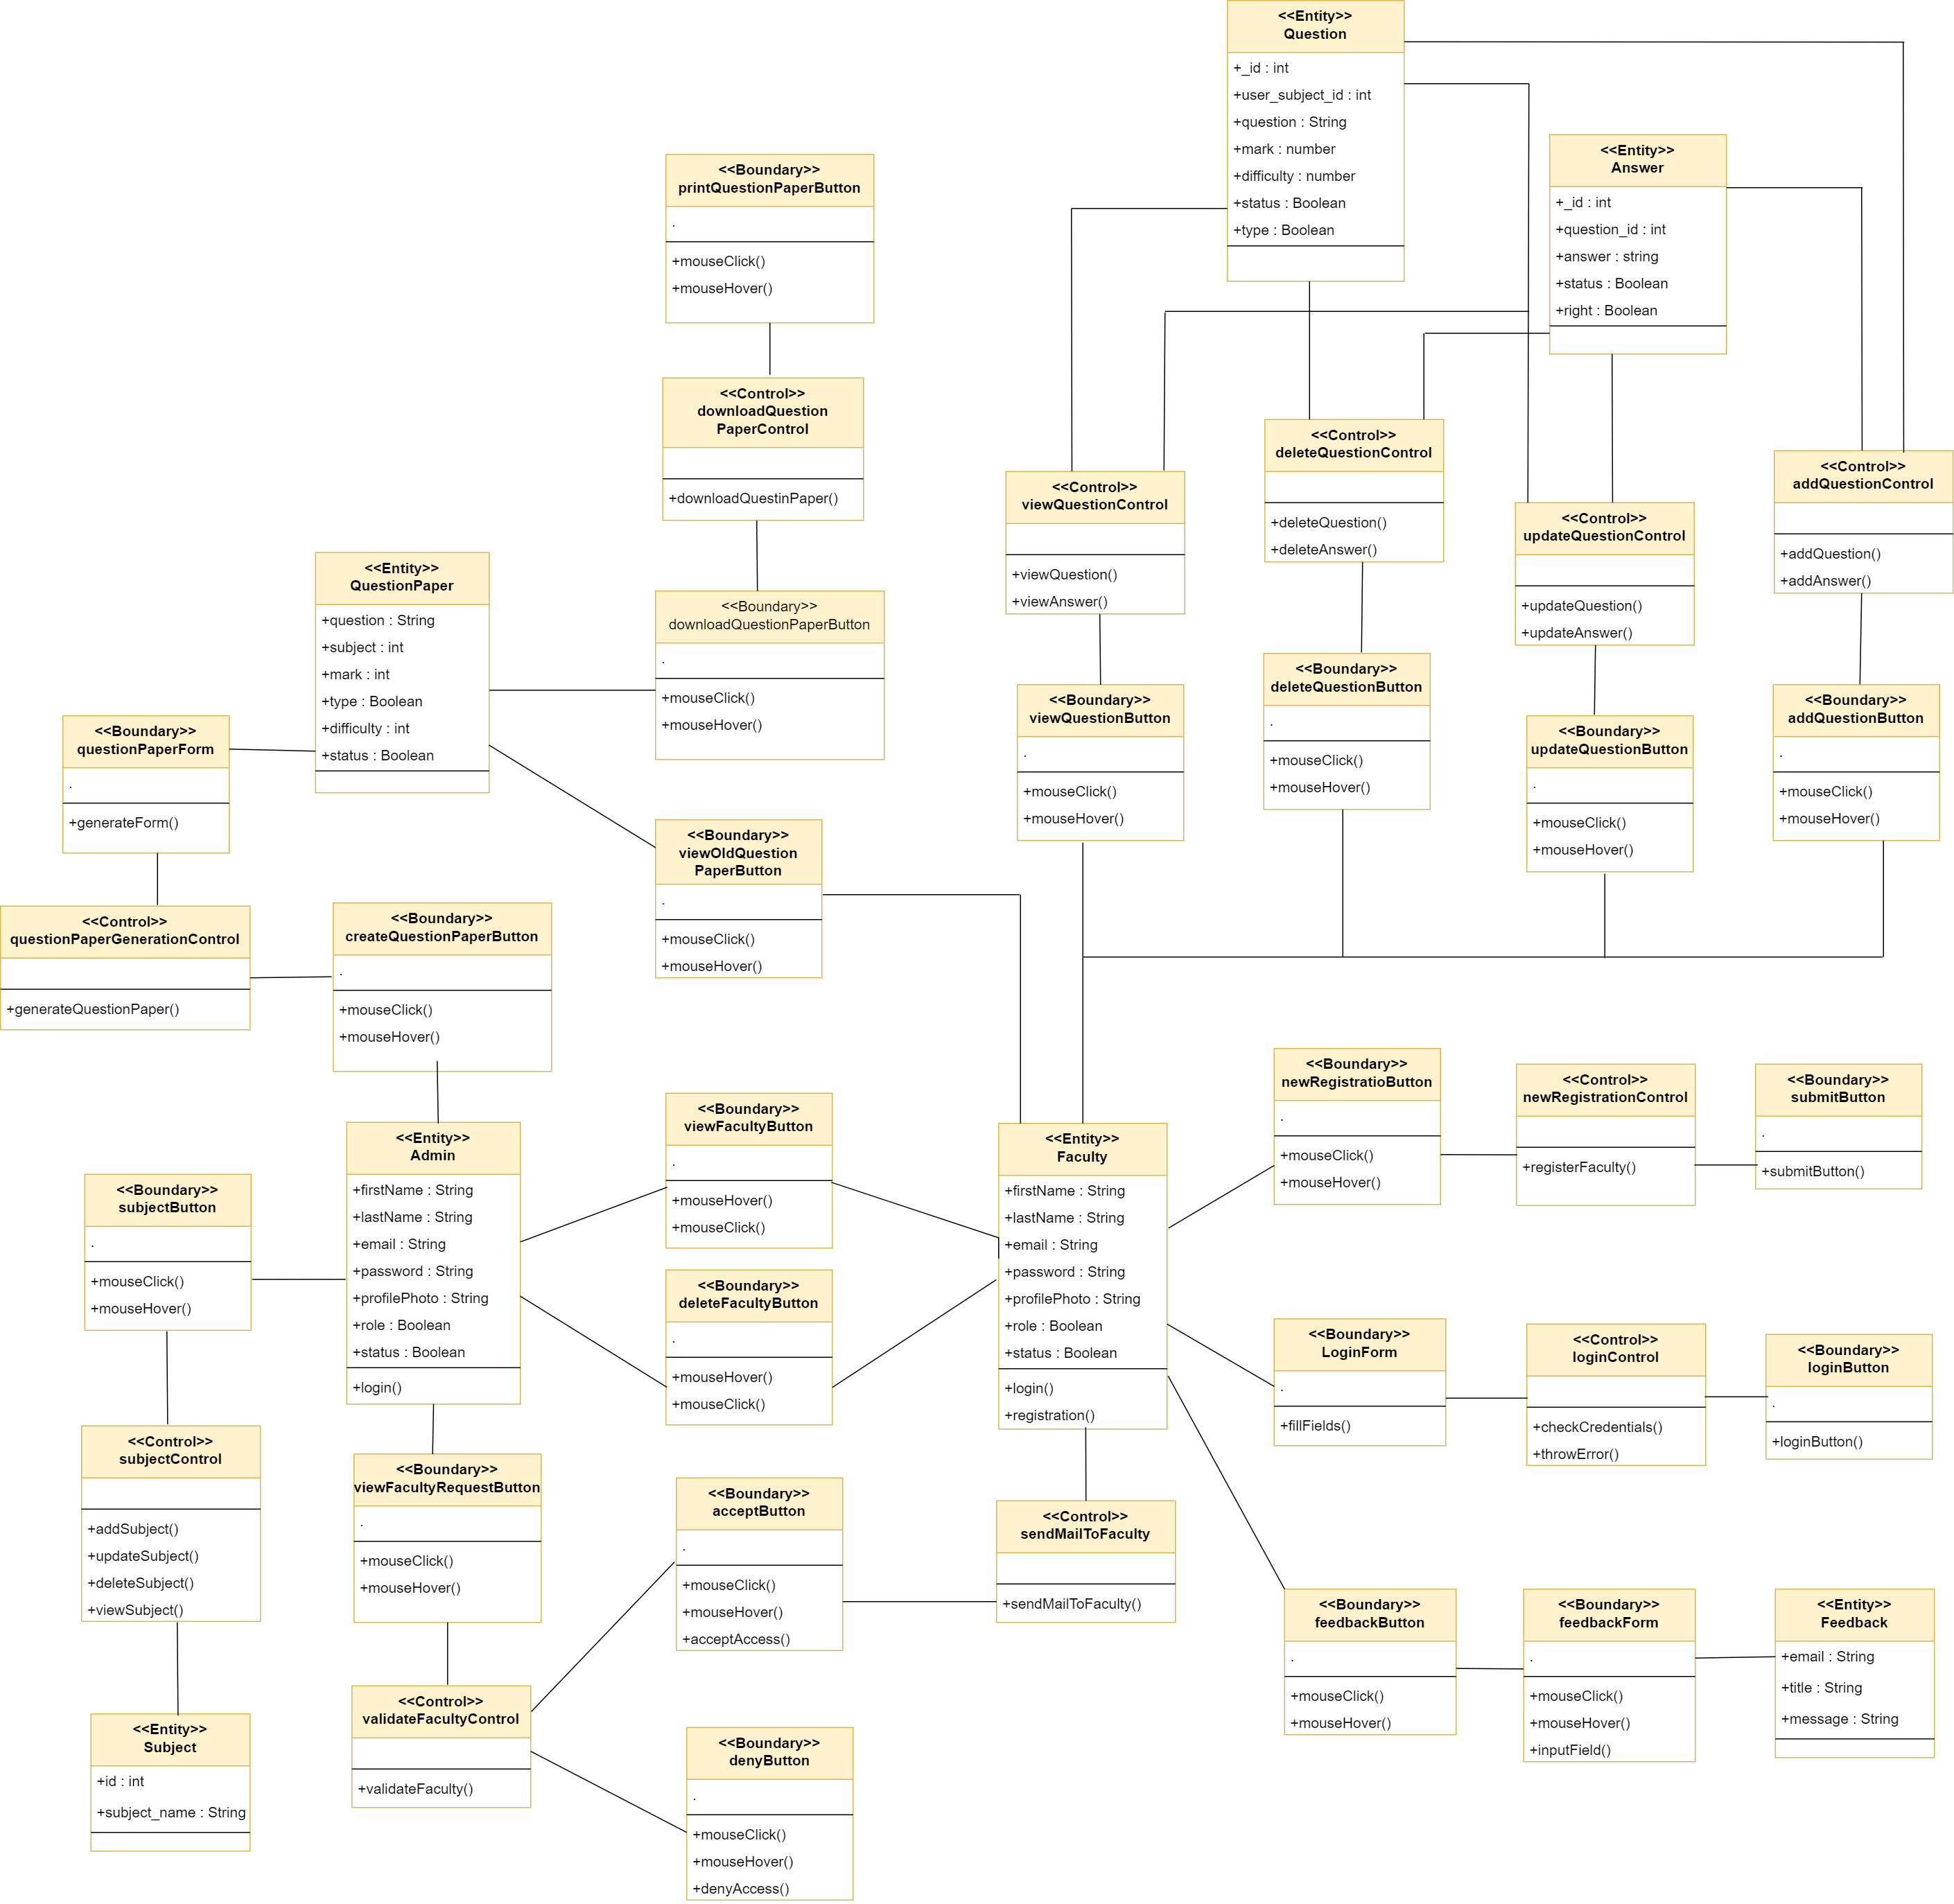 <<Entity>>
Question
+_id : int
+user_subject_id : int
+question : String
+mark : number
+difficulty : number
+status : Boolean
+type : Boolean
<<Entity>>
Answer
+_id : int
+question_id : int
+answer : string
+status : Boolean
+right : Boolean
<<Boundary>>
printQuestionPaperButton
.
+mouseClick()
+mouseHover()
<<Control>>
downloadQuestion
PaperControl
+downloadQuestinPaper()
<<Control>>
deleteQuestionControl
+deleteQuestion()
+deleteAnswer()
<<Control>>
viewQuestionControl
+viewQuestion()
+viewAnswer()
<<Control>>
updateQuestionControl
+updateQuestion()
+updateAnswer()
<<Control>>
addQuestionControl
+addQuestion()
+addAnswer()
<<Entity>>
QuestionPaper
+question : String
+subject : int
+mark : int
+type : Boolean
+difficulty : int
+status : Boolean
<<Boundary>>
downloadQuestionPaperButton
.
+mouseClick()
+mouseHover()
<<Boundary>>
viewQuestionButton
.
+mouseClick()
+mouseHover()
<<Boundary>>
deleteQuestionButton
.
+mouseClick()
+mouseHover()
<<Boundary>>
updateQuestionButton
.
+mouseClick()
+mouseHover()
<<Boundary>>
addQuestionButton
.
+mouseClick()
+mouseHover()
<<Boundary>>
questionPaperForm
.
+generateForm()
<<Boundary>>
viewOldQuestion
PaperButton
.
+mouseClick()
+mouseHover()
<<Control>>
questionPaperGenerationControl
+generateQuestionPaper()
<<Boundary>>
createQuestionPaperButton
.
+mouseClick()
+mouseHover()
<<Boundary>>
newRegistratioButton
.
+mouseClick()
+mouseHover()
<<Control>>
newRegistrationControl
+registerFaculty()
<<Boundary>>
submitButton
.
+submitButton()
<<Boundary>>
viewFacultyButton
.
+mouseHover()
+mouseClick()
<<Entity>>
Admin
+firstName : String
+lastName : String
+email : String
+password : String
+profilePhoto : String
+role : Boolean
+status : Boolean
+login()
<<Entity>>
Faculty
+firstName : String
+lastName : String
+email : String
+password : String
+profilePhoto : String
+role : Boolean
+status : Boolean
+login()
+registration()
<<Boundary>>
subjectButton
.
+mouseClick()
+mouseHover()
<<Boundary>>
deleteFacultyButton
.
+mouseHover()
+mouseClick()
<<Boundary>>
LoginForm
.
+fillFields()
<<Control>>
loginControl
+checkCredentials()
+throwError()
<<Boundary>>
loginButton
.
+loginButton()
<<Control>>
subjectControl
+addSubject()
+updateSubject()
+deleteSubject()
+viewSubject()
<<Boundary>>
viewFacultyRequestButton
.
+mouseClick()
+mouseHover()
<<Boundary>>
acceptButton
.
+mouseClick()
+mouseHover()
+acceptAccess()
<<Control>>
sendMailToFaculty
+sendMailToFaculty()
<<Boundary>>
feedbackButton
.
+mouseClick()
+mouseHover()
<<Boundary>>
feedbackForm
.
+mouseClick()
+mouseHover()
+inputField()
<<Entity>>
Feedback
+email : String
+title : String
+message : String
<<Entity>>
Subject
+id : int
+subject_name : String
<<Control>>
validateFacultyControl
+validateFaculty()
<<Boundary>>
denyButton
.
+mouseClick()
+mouseHover()
+denyAccess()